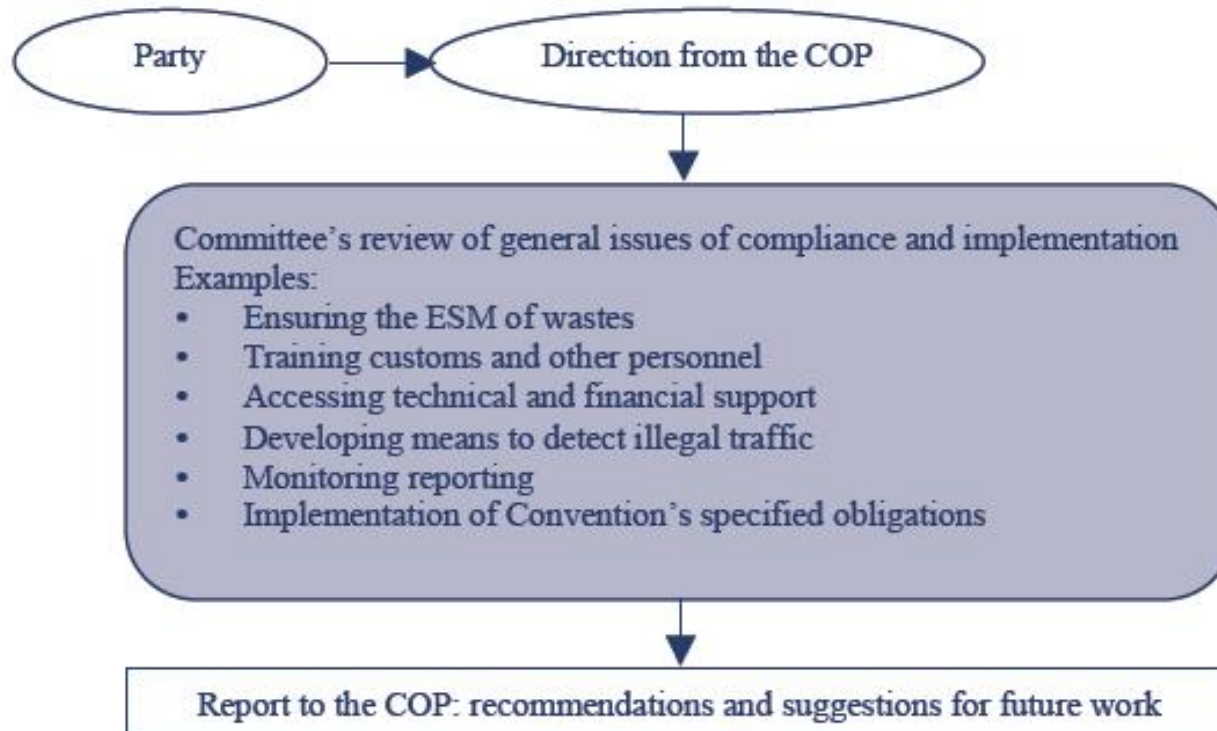 Party
Direction from the COP
Committee’s review of general issues of compliance and implementation
Examples:
• Ensuring the ESM of wastes
• Training customs and other personnel
• Accessing technical and financial support
• Developing means to detect illegal traffic
• Monitoring reporting
• Implementation of Convention’s specified obligations
Report to the COP: recommendations and suggestions for future work